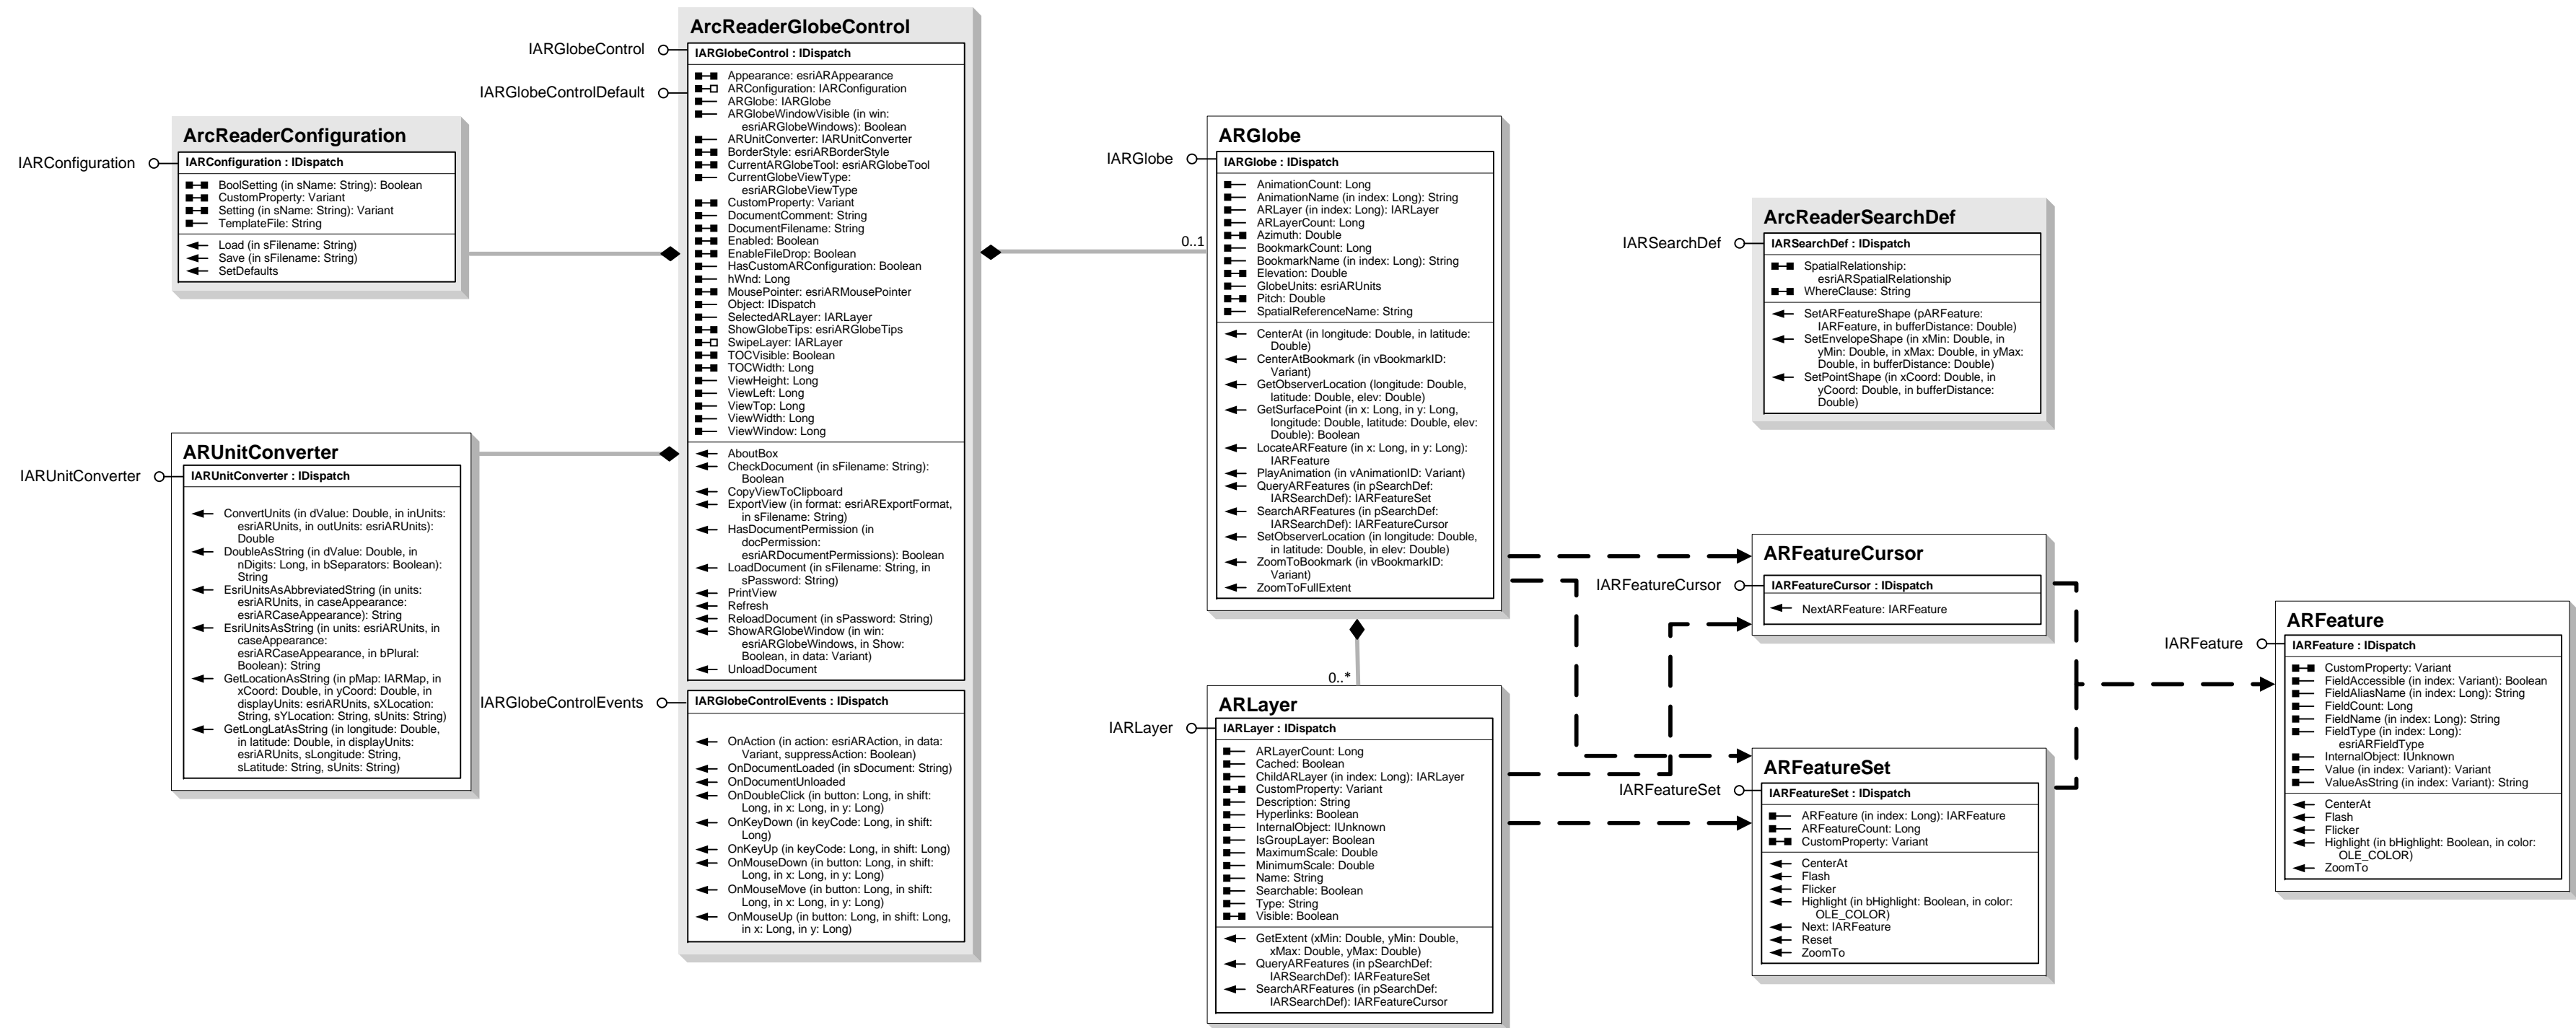 ArcReaderConfiguration
IARConfiguration
IARConfiguration : IDispatch
BoolSetting (in sName: String): Boolean
CustomProperty: Variant
Setting (in sName: String): Variant
TemplateFile: String
Load (in sFilename: String)
Save (in sFilename: String)
SetDefaults
ARUnitConverter
IARUnitConverter
IARUnitConverter : IDispatch
ConvertUnits (in dValue: Double, in inUnits:
esriARUnits, in outUnits: esriARUnits):
Double
DoubleAsString (in dValue: Double, in
nDigits: Long, in bSeparators: Boolean):
String
EsriUnitsAsAbbreviatedString (in units:
esriARUnits, in caseAppearance:
esriARCaseAppearance): String
EsriUnitsAsString (in units: esriARUnits, in
caseAppearance:
esriARCaseAppearance, in bPlural:
Boolean): String
GetLocationAsString (in pMap: IARMap, in
xCoord: Double, in yCoord: Double, in
displayUnits: esriARUnits, sXLocation:
String, sYLocation: String, sUnits: String)
GetLongLatAsString (in longitude: Double,
in latitude: Double, in displayUnits:
esriARUnits, sLongitude: String,
sLatitude: String, sUnits: String)
ArcReaderGlobeControl
IARGlobeControl
IARGlobeControlDefault
IARGlobeControl : IDispatch
Appearance: esriARAppearance
ARConfiguration: IARConfiguration
ARGlobe: IARGlobe
ARGlobeWindowVisible (in win:
esriARGlobeWindows): Boolean
ARUnitConverter: IARUnitConverter
BorderStyle: esriARBorderStyle
CurrentARGlobeTool: esriARGlobeTool
CurrentGlobeViewType:
esriARGlobeViewType
CustomProperty: Variant
DocumentComment: String
DocumentFilename: String
Enabled: Boolean
EnableFileDrop: Boolean
HasCustomARConfiguration: Boolean
hWnd: Long
MousePointer: esriARMousePointer
Object: IDispatch
SelectedARLayer: IARLayer
ShowGlobeTips: esriARGlobeTips
SwipeLayer: IARLayer
TOCVisible: Boolean
TOCWidth: Long
ViewHeight: Long
ViewLeft: Long
ViewTop: Long
ViewWidth: Long
ViewWindow: Long
AboutBox
CheckDocument (in sFilename: String):
Boolean
CopyViewToClipboard
ExportView (in format: esriARExportFormat,
in sFilename: String)
HasDocumentPermission (in
docPermission:
esriARDocumentPermissions): Boolean
LoadDocument (in sFilename: String, in
sPassword: String)
PrintView
Refresh
ReloadDocument (in sPassword: String)
ShowARGlobeWindow (in win:
esriARGlobeWindows, in Show:
Boolean, in data: Variant)
UnloadDocument
IARGlobeControlEvents
IARGlobeControlEvents : IDispatch
OnAction (in action: esriARAction, in data:
Variant, suppressAction: Boolean)
OnDocumentLoaded (in sDocument: String)
OnDocumentUnloaded
OnDoubleClick (in button: Long, in shift:
Long, in x: Long, in y: Long)
OnKeyDown (in keyCode: Long, in shift:
Long)
OnKeyUp (in keyCode: Long, in shift: Long)
OnMouseDown (in button: Long, in shift:
Long, in x: Long, in y: Long)
OnMouseMove (in button: Long, in shift:
Long, in x: Long, in y: Long)
OnMouseUp (in button: Long, in shift: Long,
in x: Long, in y: Long)
0..1
ARGlobe
IARGlobe
IARGlobe : IDispatch
AnimationCount: Long
AnimationName (in index: Long): String
ARLayer (in index: Long): IARLayer
ARLayerCount: Long
Azimuth: Double
BookmarkCount: Long
BookmarkName (in index: Long): String
Elevation: Double
GlobeUnits: esriARUnits
Pitch: Double
SpatialReferenceName: String
CenterAt (in longitude: Double, in latitude:
Double)
CenterAtBookmark (in vBookmarkID:
Variant)
GetObserverLocation (longitude: Double,
latitude: Double, elev: Double)
GetSurfacePoint (in x: Long, in y: Long,
longitude: Double, latitude: Double, elev:
Double): Boolean
LocateARFeature (in x: Long, in y: Long):
IARFeature
PlayAnimation (in vAnimationID: Variant)
QueryARFeatures (in pSearchDef:
IARSearchDef): IARFeatureSet
SearchARFeatures (in pSearchDef:
IARSearchDef): IARFeatureCursor
SetObserverLocation (in longitude: Double,
in latitude: Double, in elev: Double)
ZoomToBookmark (in vBookmarkID:
Variant)
ZoomToFullExtent
0..*
ARLayer
IARLayer
IARLayer : IDispatch
ARLayerCount: Long
Cached: Boolean
ChildARLayer (in index: Long): IARLayer
CustomProperty: Variant
Description: String
Hyperlinks: Boolean
InternalObject: IUnknown
IsGroupLayer: Boolean
MaximumScale: Double
MinimumScale: Double
Name: String
Searchable: Boolean
Type: String
Visible: Boolean
GetExtent (xMin: Double, yMin: Double,
xMax: Double, yMax: Double)
QueryARFeatures (in pSearchDef:
IARSearchDef): IARFeatureSet
SearchARFeatures (in pSearchDef:
IARSearchDef): IARFeatureCursor
ArcReaderSearchDef
IARSearchDef
IARSearchDef : IDispatch
SpatialRelationship:
esriARSpatialRelationship
WhereClause: String
SetARFeatureShape (pARFeature:
IARFeature, in bufferDistance: Double)
SetEnvelopeShape (in xMin: Double, in
yMin: Double, in xMax: Double, in yMax:
Double, in bufferDistance: Double)
SetPointShape (in xCoord: Double, in
yCoord: Double, in bufferDistance:
Double)
ARFeatureCursor
IARFeatureCursor
IARFeatureCursor : IDispatch
NextARFeature: IARFeature
ARFeatureSet
IARFeatureSet
IARFeatureSet : IDispatch
ARFeature (in index: Long): IARFeature
ARFeatureCount: Long
CustomProperty: Variant
CenterAt
Flash
Flicker
Highlight (in bHighlight: Boolean, in color:
OLE_COLOR)
Next: IARFeature
Reset
ZoomTo
ARFeature
IARFeature
IARFeature : IDispatch
CustomProperty: Variant
FieldAccessible (in index: Variant): Boolean
FieldAliasName (in index: Long): String
FieldCount: Long
FieldName (in index: Long): String
FieldType (in index: Long):
esriARFieldType
InternalObject: IUnknown
Value (in index: Variant): Variant
ValueAsString (in index: Variant): String
CenterAt
Flash
Flicker
Highlight (in bHighlight: Boolean, in color:
OLE_COLOR)
ZoomTo